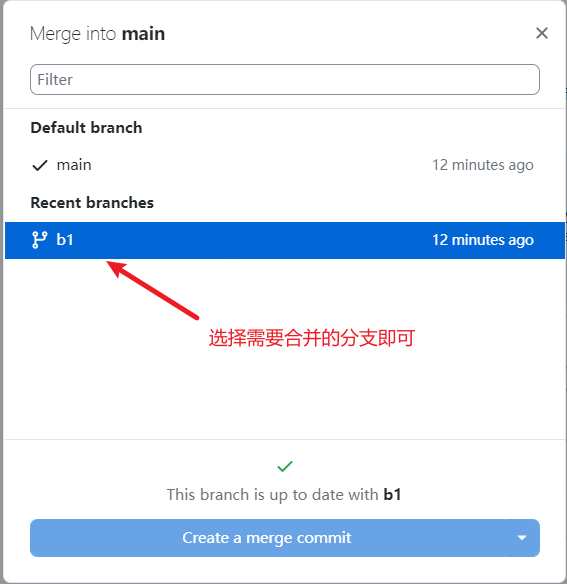 Merge into main
Filter
Default branch
main 12 minutes ago
Recent branches
b1 12 minutes ago
选择需要合并的分支即可
This branch is up to date with b1
Create a merge commit